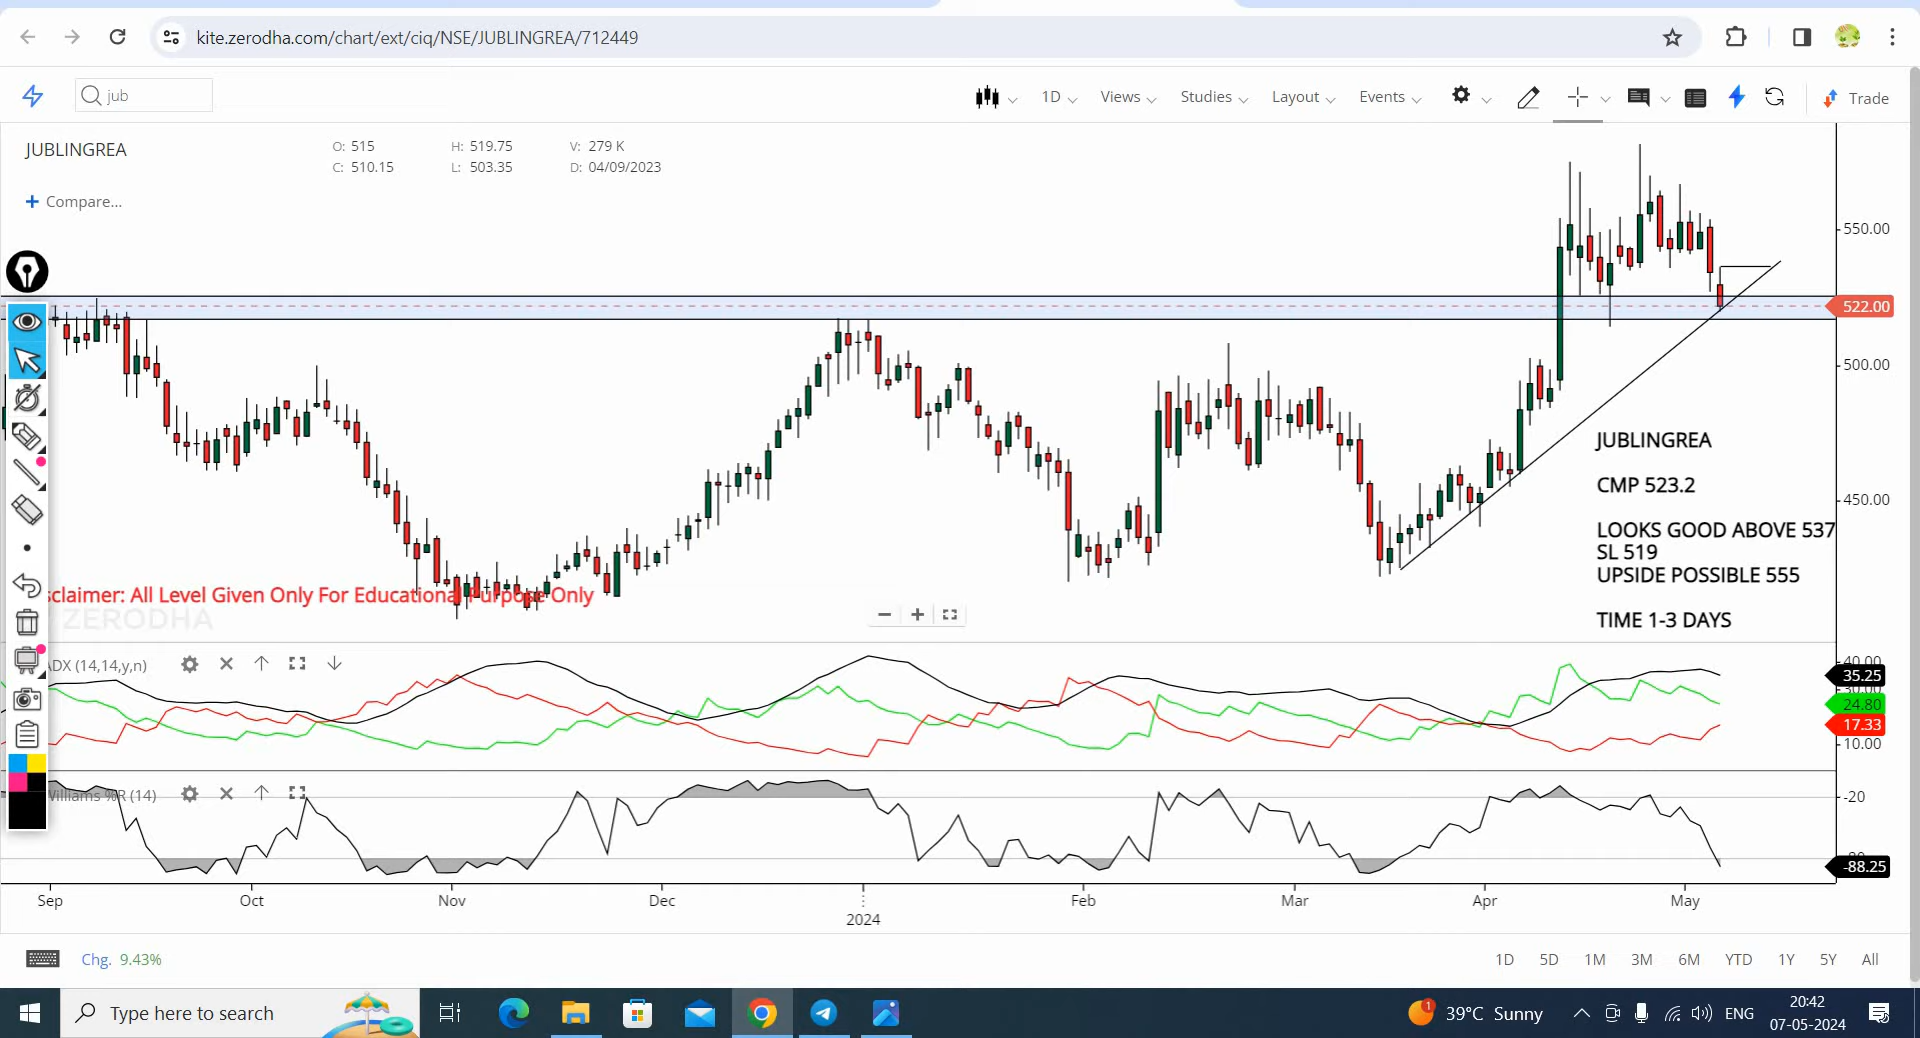 kite.zerodha.com/chart/ext/ciq/NSE/JUBLINGREA/712449
jub
1D
Views
Studies
Layout
Events
Trade
JUBLINGREA
O: 515
H: 519.75
V: 279 K
C: 510.15
L: 503.35
D: 04/09/2023
+ Compare...
550.00
522.00
500.00
450.00
JUBLINGREA
CMP 523.2
LOOKS GOOD ABOVE 537
SL 519
UPSIDE POSSIBLE 555
TIME 1-3 DAYS
sclaimer: All Level Given Only For Educational Purpose Only
ZERODHA
ADX (14,14,y,n)
40.00
35.25
30.00
24.80
17.33
10.00
Williams %R (14)
-20
-88.25
Sep
Oct
Nov
Dec
2024
Feb
Mar
Apr
May
Chg. 9.43%
1D
5D
1M
3M
6M
YTD
1Y
5Y
All
Type here to search
1
39°C Sunny
ENG
20:42
07-05-2024